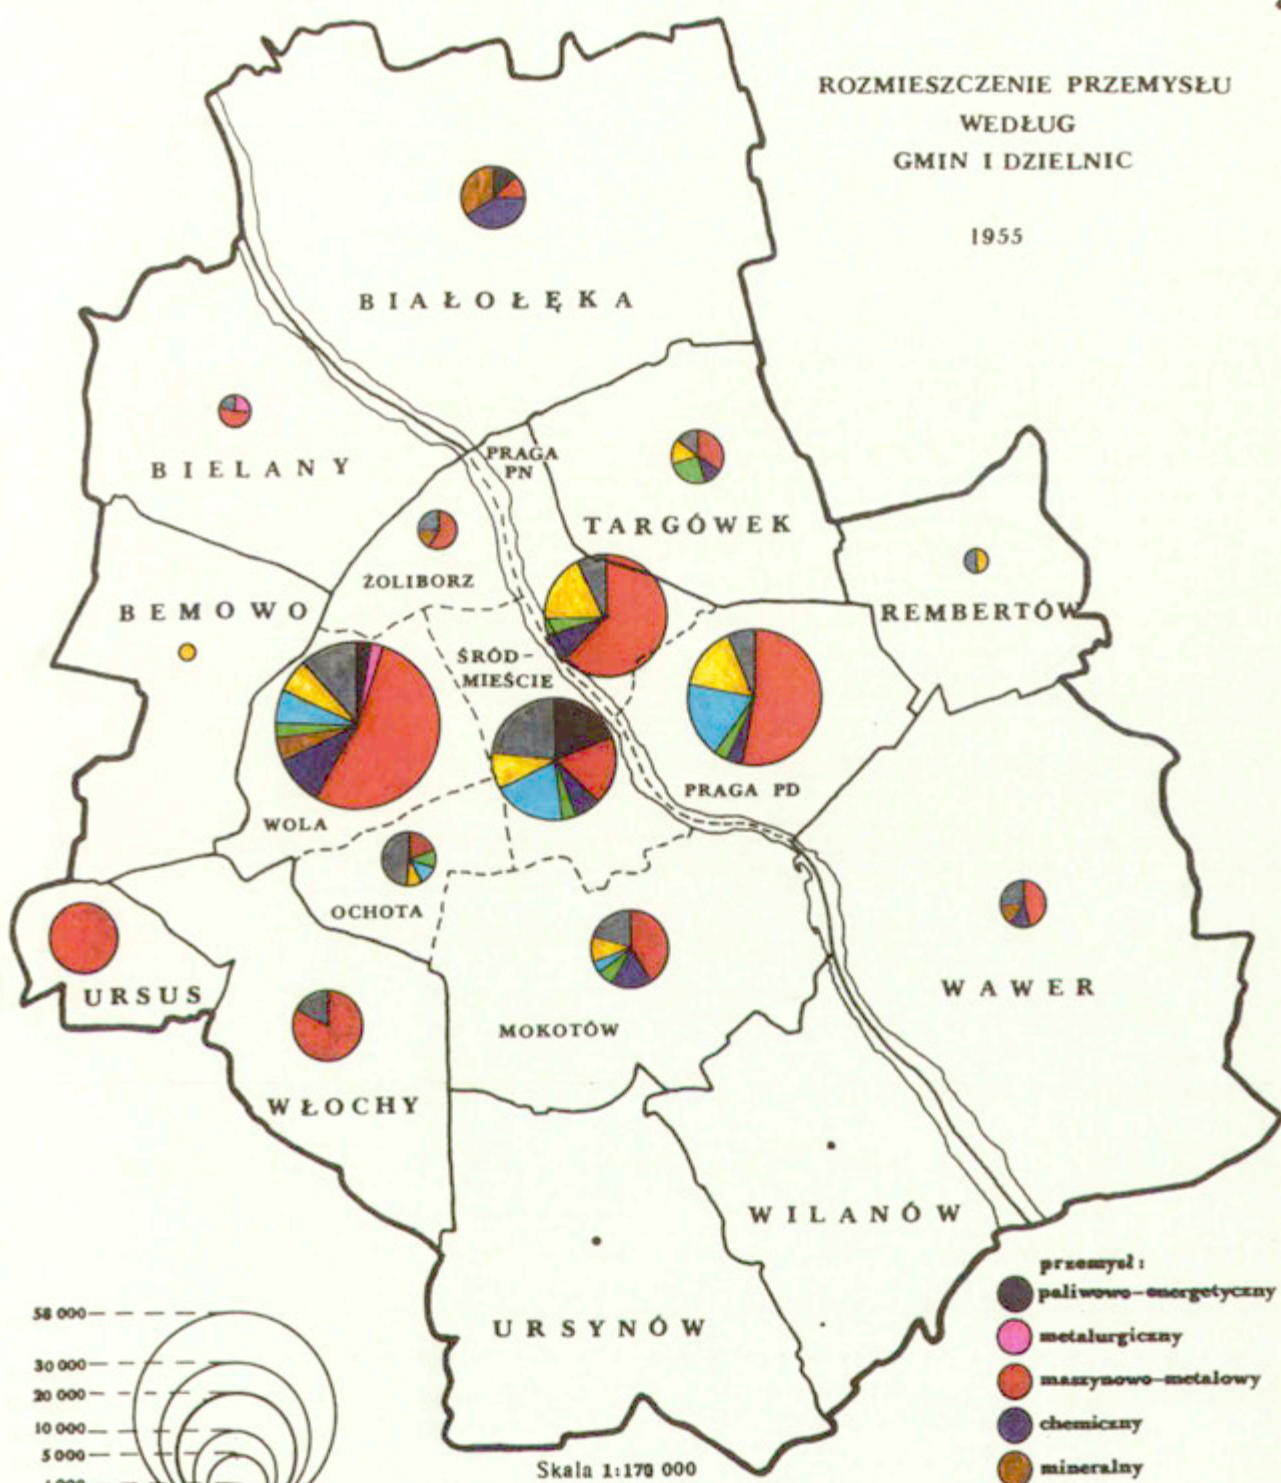 ROZMIESZCZENIE PRZEMYSŁU
WEDŁUG
GMIN I DZIELNIC
1955
BIAŁOŁĘKA
BIELANY
PRAGA
PN
TARGÓWEK
ŻOLIBORZ
BEMOWO
REMBERTÓW
ŚRÓD-
MIEŚCIE
PRAGA PD
WOLA
OCHOTA
URSUS
WAWER
MOKOTÓW
WŁOCHY
WILANÓW
URSYNÓW
przemysł:
paliwowo-energetyczny
metalurgiczny
maszynowo-metalowy
chemiczny
mineralny
58 000
30 000
20 000
10 000
5 000
Skala 1:170 000